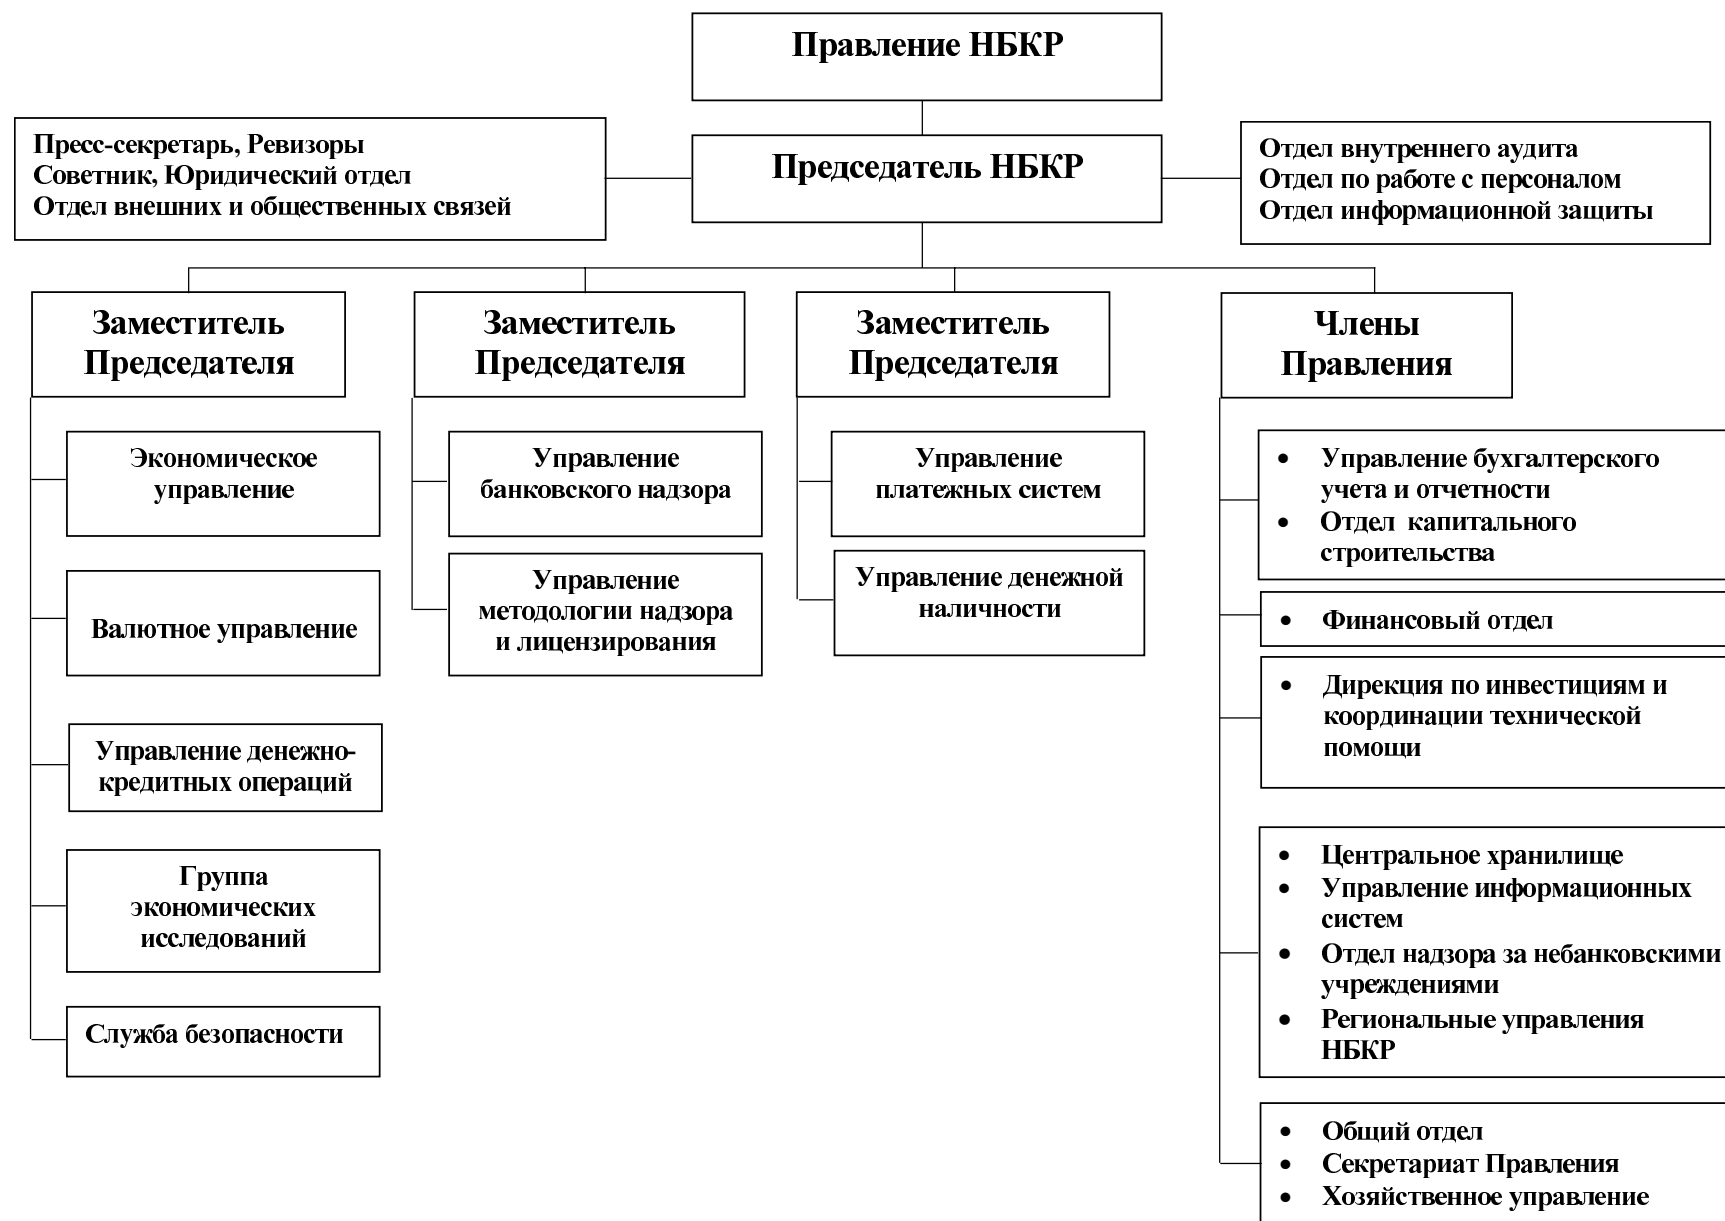 Правление НБКР
Пресс-секретарь, Ревизоры
Советник, Юридический отдел
Отдел внешних и общественных связей
Председатель НБКР
Отдел внутреннего аудита
Отдел по работе с персоналом
Отдел информационной защиты
Заместитель
Председателя
Заместитель
Председателя
Заместитель
Председателя
Члены
Правления
Экономическое
управление
Валютное управление
Управление денежно-
кредитных операций
Группа
экономических
исследований
Служба безопасности
Управление
банковского надзора
Управление
методологии надзора
и лицензирования
Управление
платежных систем
Управление денежной
наличности
• Управление бухгалтерского
учета и отчетности
• Отдел капитального
строительства
• Финансовый отдел
• Дирекция по инвестициям и
координации технической
помощи
• Центральное хранилище
• Управление информационных
систем
• Отдел надзора за небанковскими
учреждениями
• Региональные управления
НБКР
• Общий отдел
• Секретариат Правления
• Хозяйственное управление